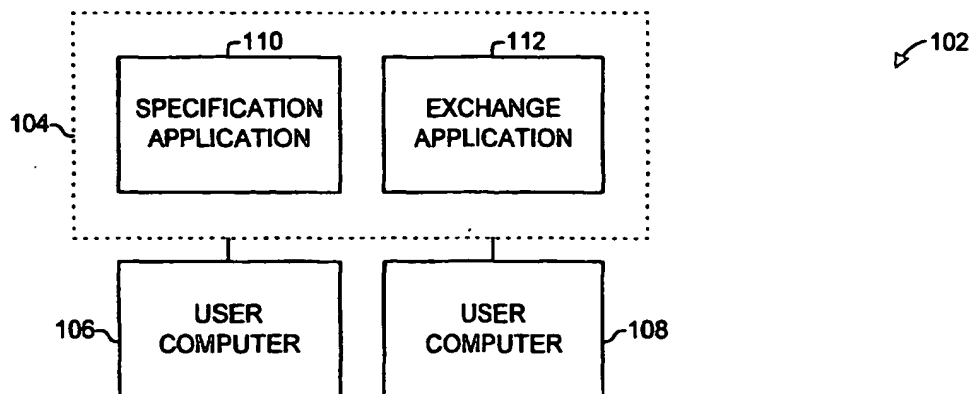 110
112
102
SPECIFICATION
APPLICATION
EXCHANGE
APPLICATION
104
USER
COMPUTER
USER
COMPUTER
106
108